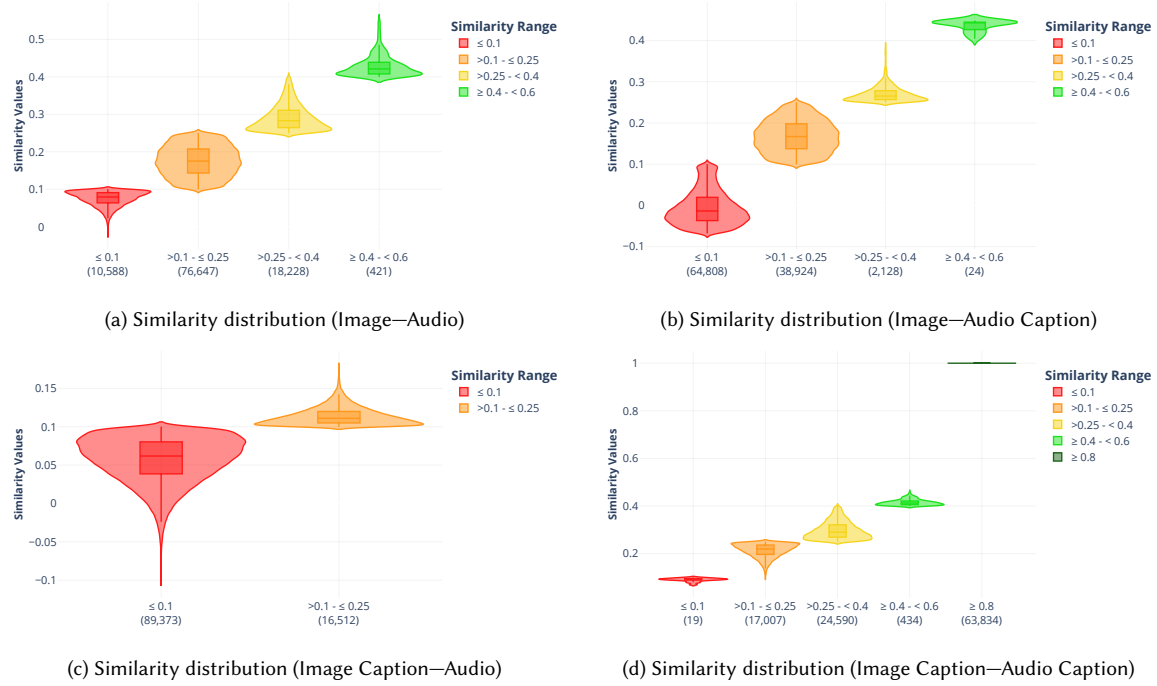 Similarity Values
0.5
0.4
0.3
0.2
0.1
0
≤ 0.1
(10,588)
>0.1 - ≤ 0.25
(76,647)
>0.25 - < 0.4
(18,228)
≥ 0.4 - < 0.6
(421)
Similarity Range
≤ 0.1
>0.1 - ≤ 0.25
>0.25 - < 0.4
≥ 0.4 - < 0.6
(a) Similarity distribution (Image—Audio)
Similarity Values
0.4
0.3
0.2
0.1
0
−0.1
≤ 0.1
(64,808)
>0.1 - ≤ 0.25
(38,924)
>0.25 - < 0.4
(2,128)
≥ 0.4 - < 0.6
(24)
Similarity Range
≤ 0.1
>0.1 - ≤ 0.25
>0.25 - < 0.4
≥ 0.4 - < 0.6
(b) Similarity distribution (Image—Audio Caption)
Similarity Values
0.15
0.1
0.05
0
−0.05
−0.1
≤ 0.1
(89,373)
>0.1 - ≤ 0.25
(16,512)
Similarity Range
≤ 0.1
>0.1 - ≤ 0.25
(c) Similarity distribution (Image Caption—Audio)
Similarity Values
1
0.8
0.6
0.4
0.2
≤ 0.1
(19)
>0.1 - ≤ 0.25
(17,007)
>0.25 - < 0.4
(24,590)
≥ 0.4 - < 0.6
(434)
≥ 0.8
(63,834)
Similarity Range
≤ 0.1
>0.1 - ≤ 0.25
>0.25 - < 0.4
≥ 0.4 - < 0.6
≥ 0.8
(d) Similarity distribution (Image Caption—Audio Caption)